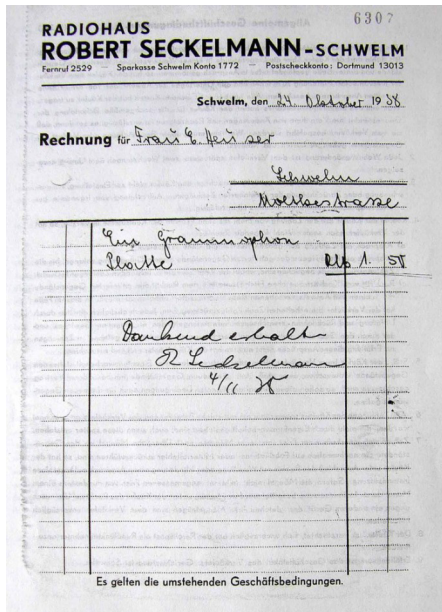 6307
RADIOHAUS
ROBERT SECKELMANN-SCHWELM
Fernruf 2529 — Sparkasse Schwelm Konto 1772 — Postscheckkonto: Dortmund 13013
Schwelm, den 24. Oktober 1938
Rechnung für Frau E. Heuser
Schwelm
Moltkestrasse
Ein Grammophon
Platte RM 1. 50
Dankend erhalt
R Seckelmann
4/11 38
Es gelten die umstehenden Geschäftsbedingungen.